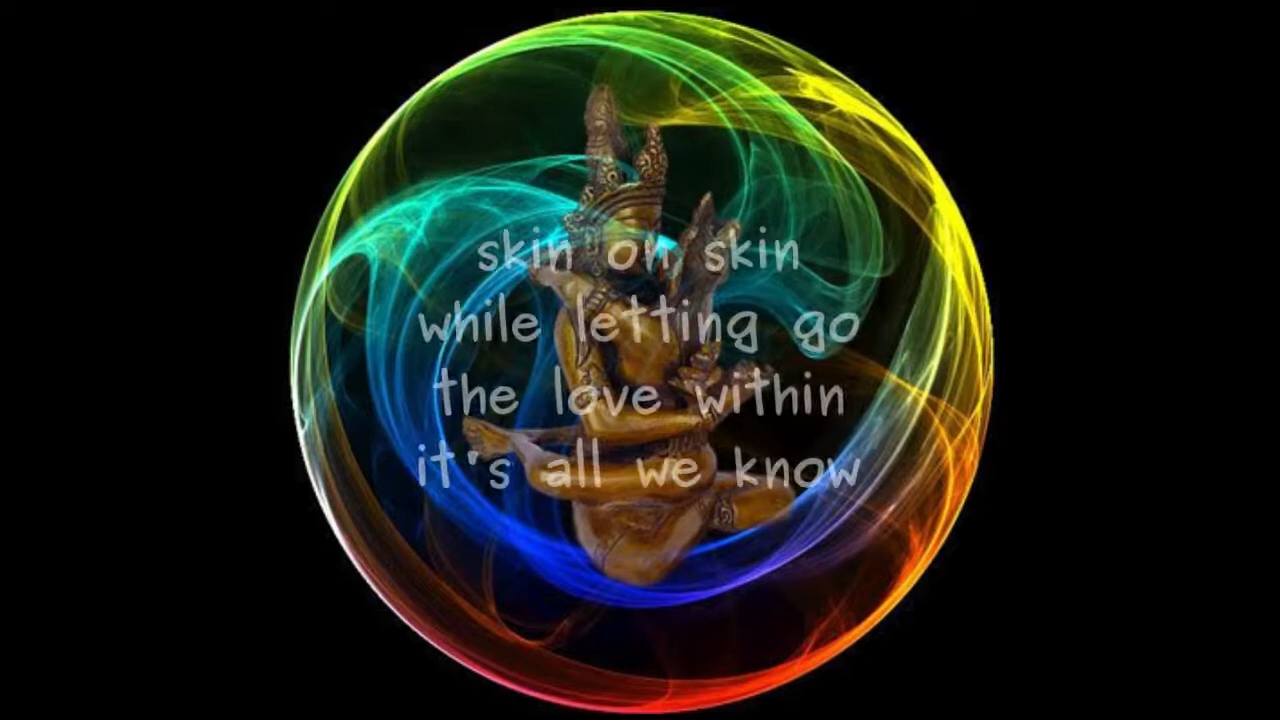 skin on skin
while letting go
the love within
it's all we know